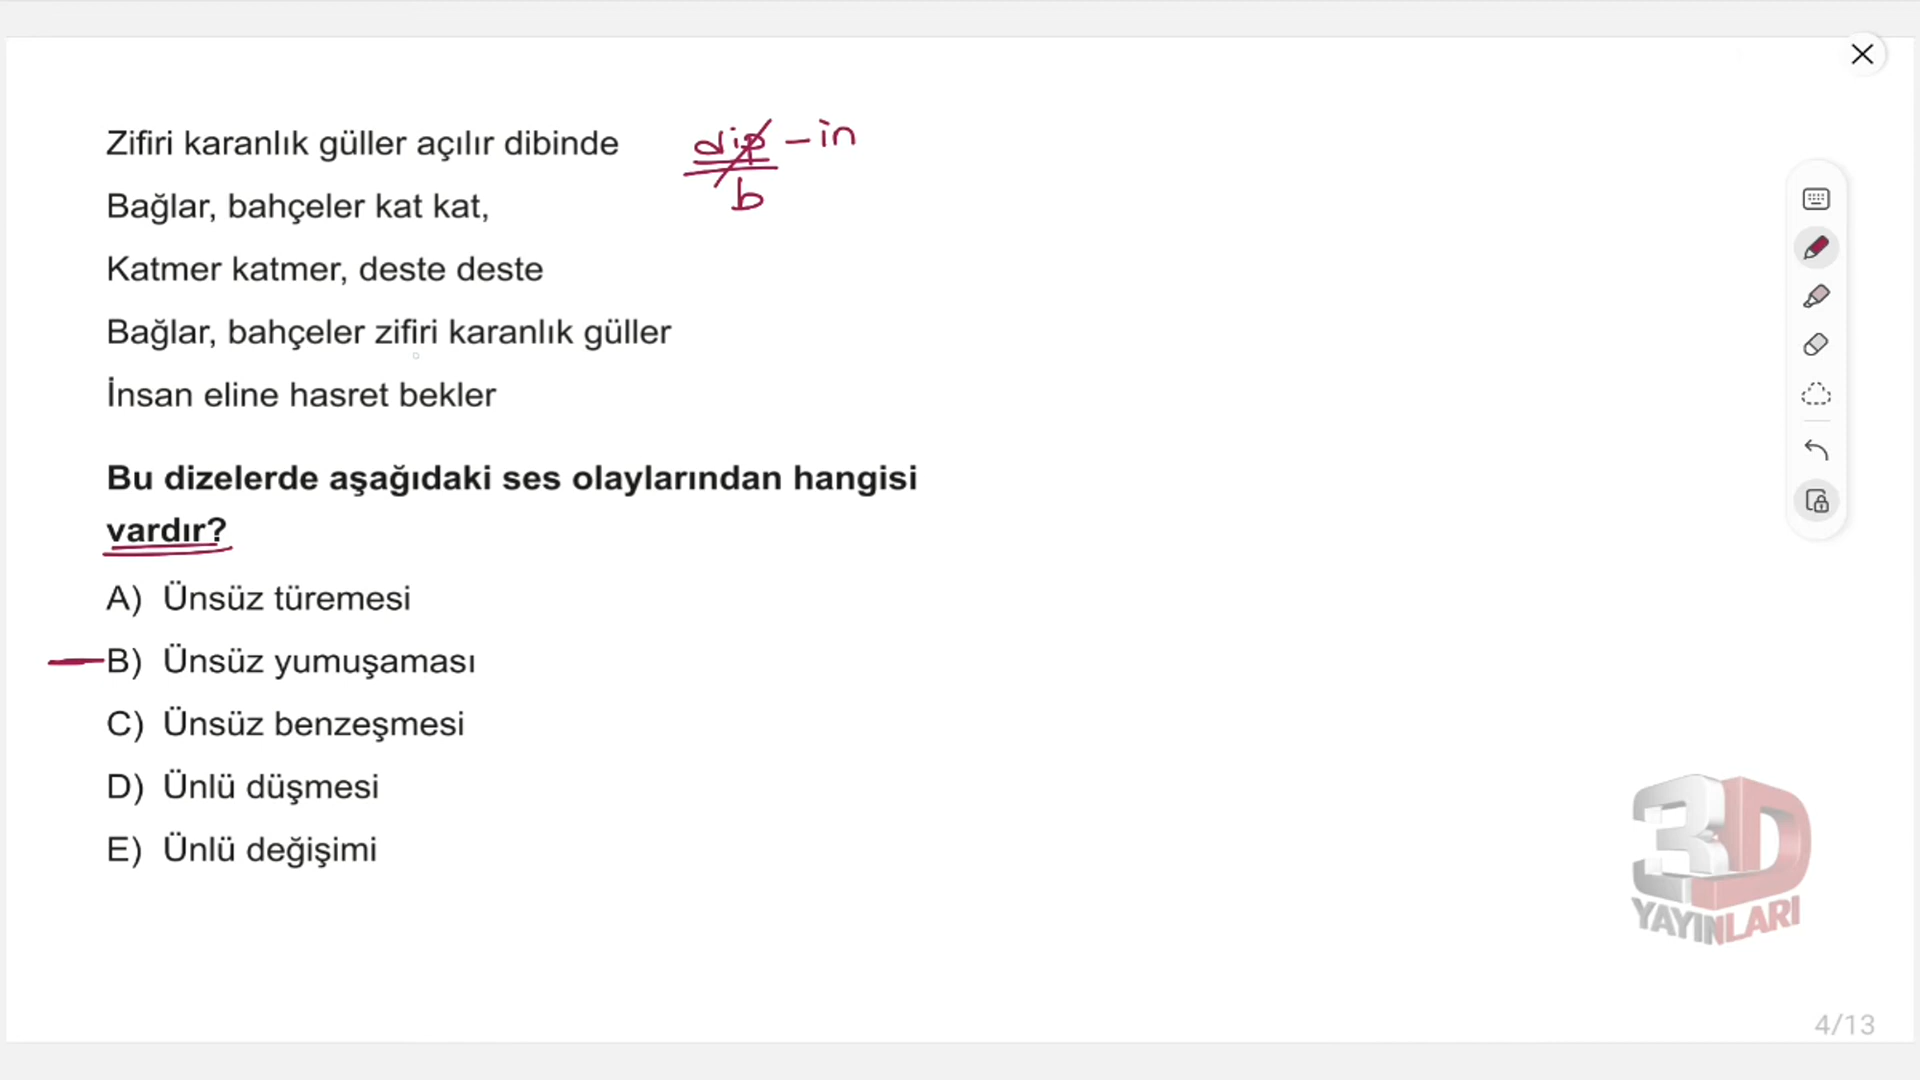 Zifiri karanlık güller açılır dibinde
dip - in
b
Bağlar, bahçeler kat kat,
Katmer katmer, deste deste
Bağlar, bahçeler zifiri karanlık güller
İnsan eline hasret bekler
Bu dizelerde aşağıdaki ses olaylarından hangisi
vardır?
A) Ünsüz türemesi
B) Ünsüz yumuşaması
C) Ünsüz benzeşmesi
D) Ünlü düşmesi
E) Ünlü değişimi
3D
YAYINLARI
4/13